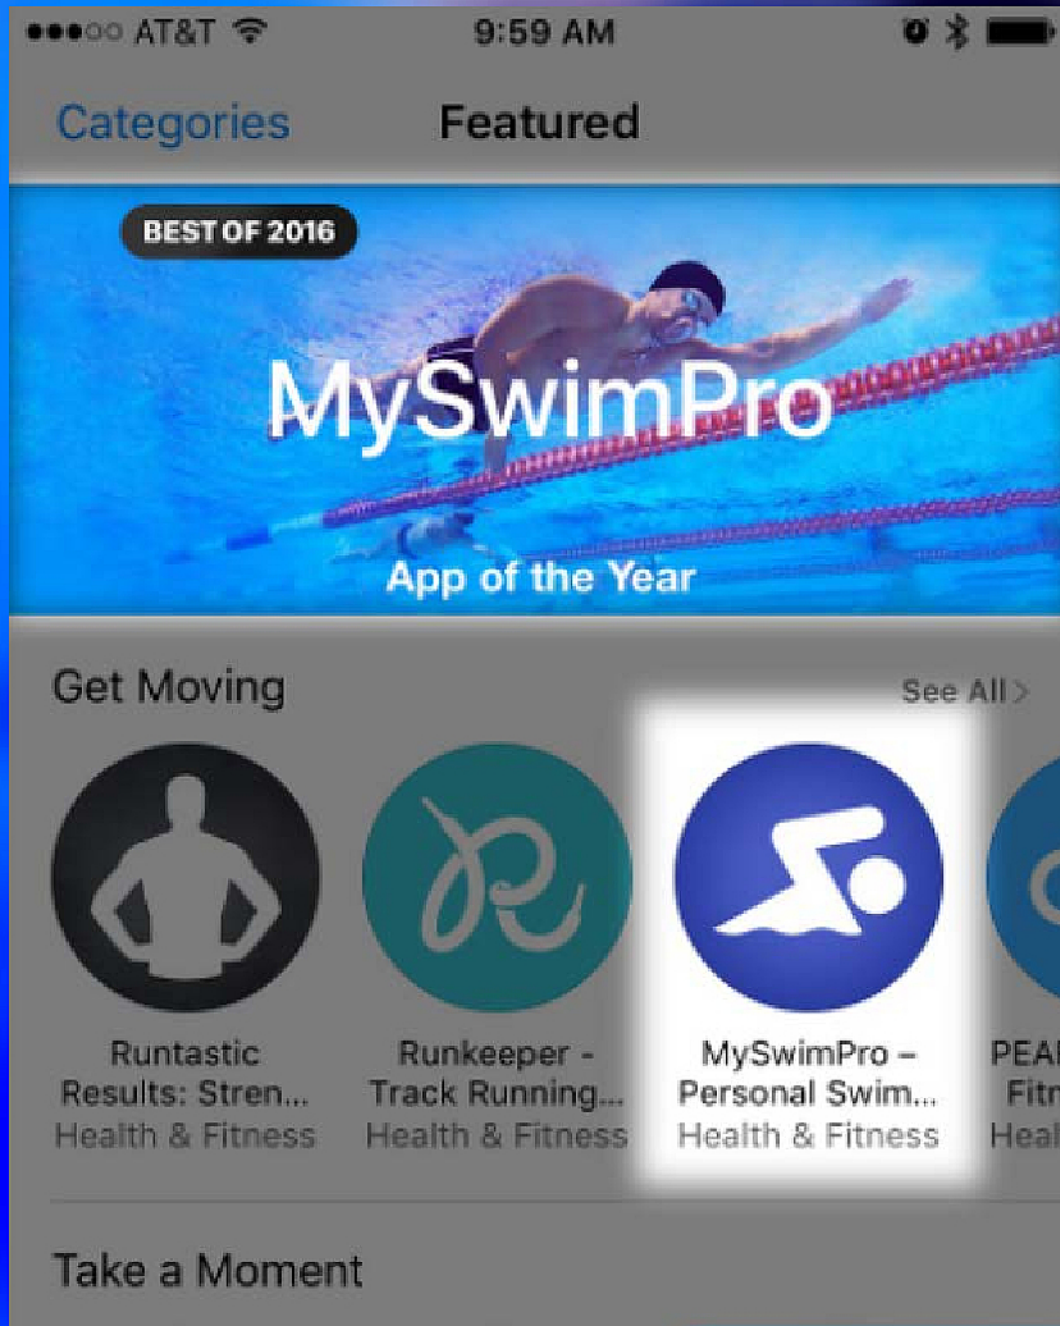 AT&T 9:59 AM
Categories Featured
BEST OF 2016
MySwimPro
App of the Year
Get Moving See All
Runtastic Results: Stren...
Health & Fitness
Runkeeper - Track Running...
Health & Fitness
MySwimPro – Personal Swim...
Health & Fitness
Take a Moment